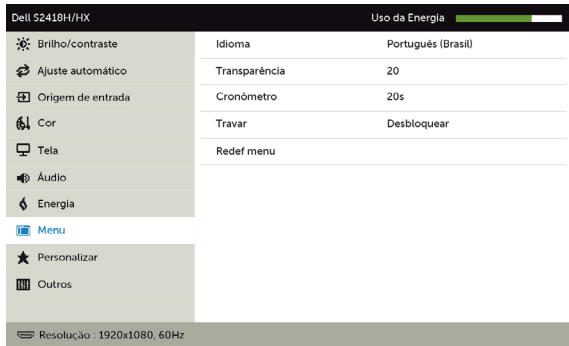 Dell S2418H/HX Uso da Energia
Brilho/contraste
Ajuste automático
Origem de entrada
Cor
Tela
Áudio
Energia
Menu
Personalizar
Outros
Idioma Português (Brasil)
Transparência 20
Cronômetro 20s
Travar Desbloquear
Redef menu
Resolução : 1920x1080, 60Hz